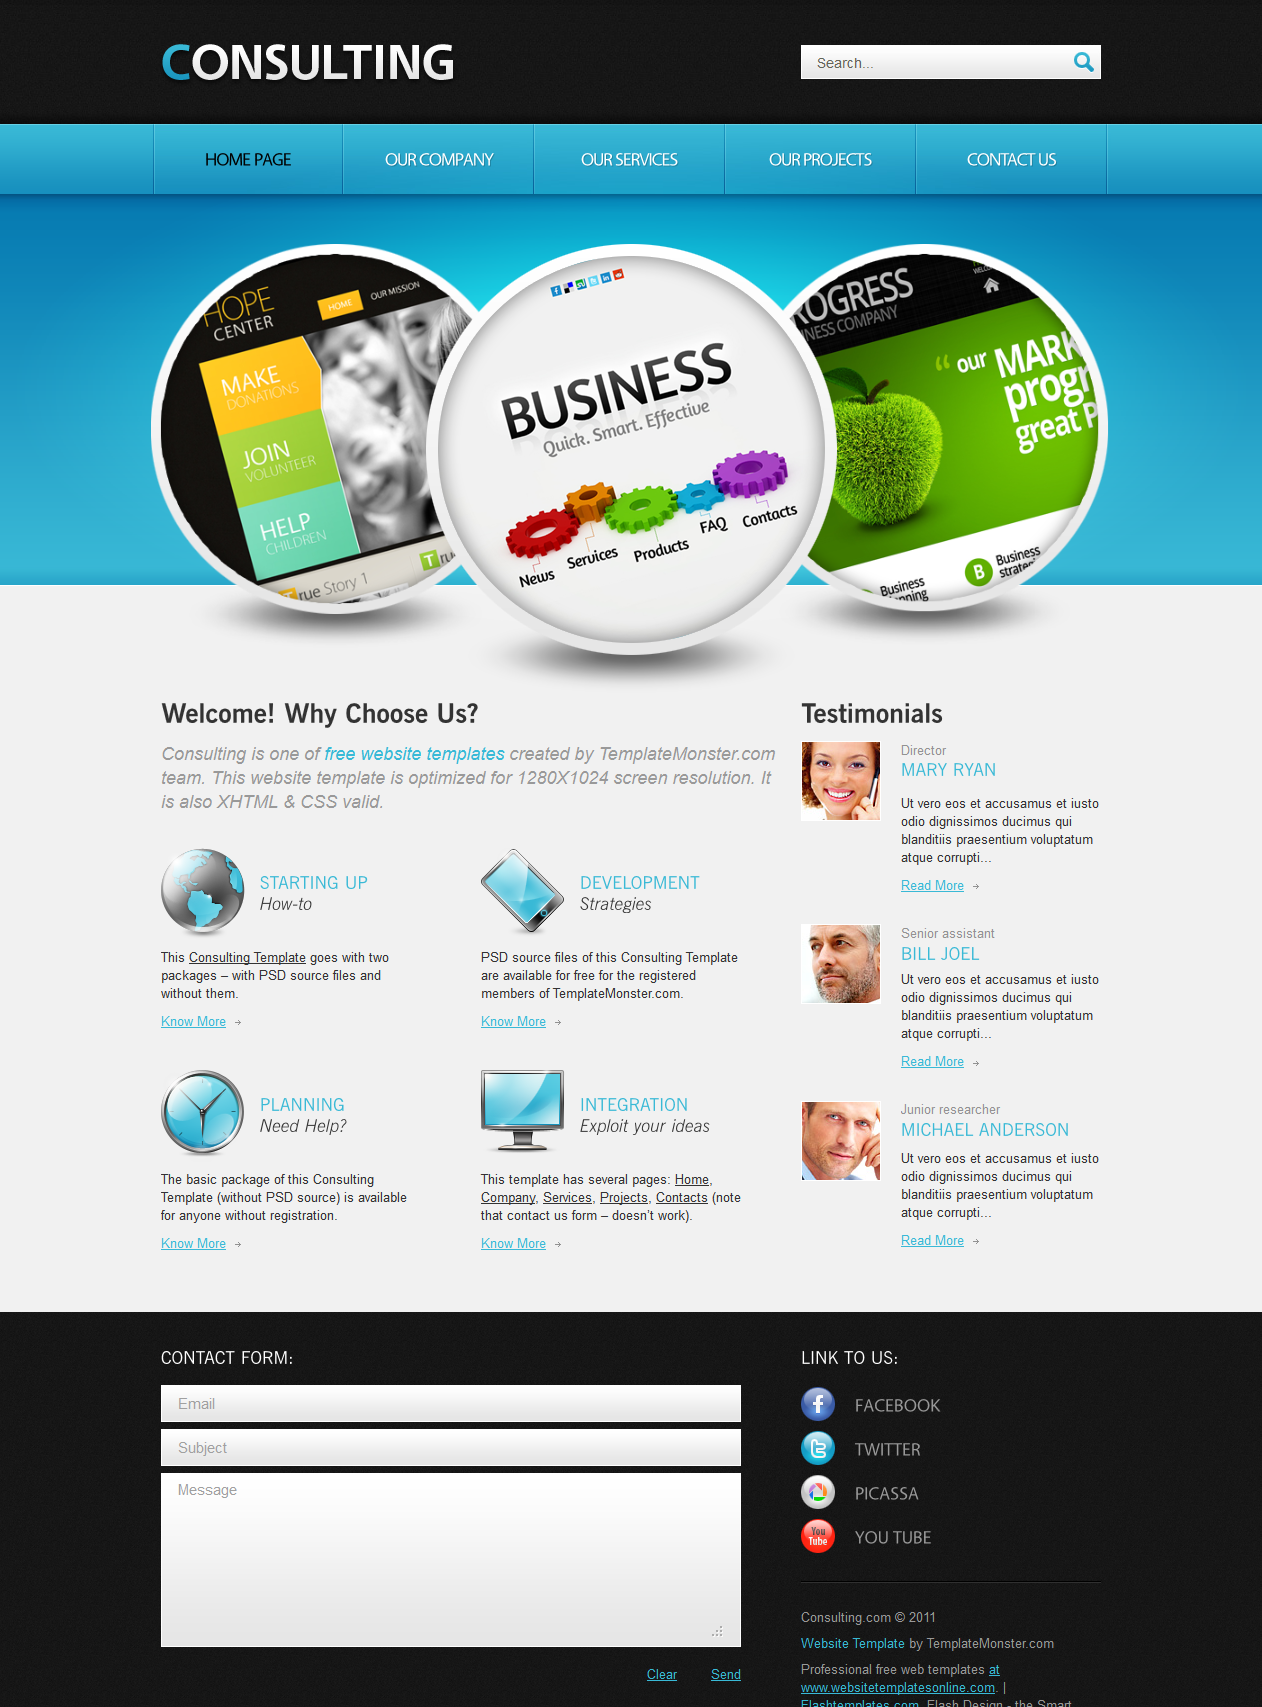 CONSULTING
Search...
HOME PAGE
OUR COMPANY
OUR SERVICES
OUR PROJECTS
CONTACT US
HOPE
CENTER
HOME
OUR MISSION
MAKE
DONATIONS
JOIN
VOLUNTEER
HELP
CHILDREN
True Story 1
True
BUSINESS
Quick. Smart. Effective
News
Services
Products
FAQ
Contacts
ROGRESS
INESS COMPANY
“ our MARK
progr
great P
Business
nning
B
Business
strate
Welcome! Why Choose Us?
Consulting is one of free website templates created by TemplateMonster.com
team. This website template is optimized for 1280X1024 screen resolution. It
is also XHTML & CSS valid.
STARTING UP
How-to
This Consulting Template goes with two
packages – with PSD source files and
without them.
Know More
DEVELOPMENT
Strategies
PSD source files of this Consulting Template
are available for free for the registered
members of TemplateMonster.com.
Know More
PLANNING
Need Help?
The basic package of this Consulting
Template (without PSD source) is available
for anyone without registration.
Know More
INTEGRATION
Exploit your ideas
This template has several pages: Home,
Company, Services, Projects, Contacts (note
that contact us form – doesn't work).
Know More
Testimonials
Director
MARY RYAN
Ut vero eos et accusamus et iusto
odio dignissimos ducimus qui
blanditiis praesentium voluptatum
atque corrupti...
Read More
Senior assistant
BILL JOEL
Ut vero eos et accusamus et iusto
odio dignissimos ducimus qui
blanditiis praesentium voluptatum
atque corrupti...
Read More
Junior researcher
MICHAEL ANDERSON
Ut vero eos et accusamus et iusto
odio dignissimos ducimus qui
blanditiis praesentium voluptatum
atque corrupti...
Read More
CONTACT FORM:
Email
Subject
Message
Clear
Send
LINK TO US:
FACEBOOK
TWITTER
PICASSA
You Tube
YOU TUBE
Consulting.com © 2011
Website Template by TemplateMonster.com
Professional free web templates at
www.websitetemplatesonline.com. |
Flashtemplates.com, Flash Design - the Smart